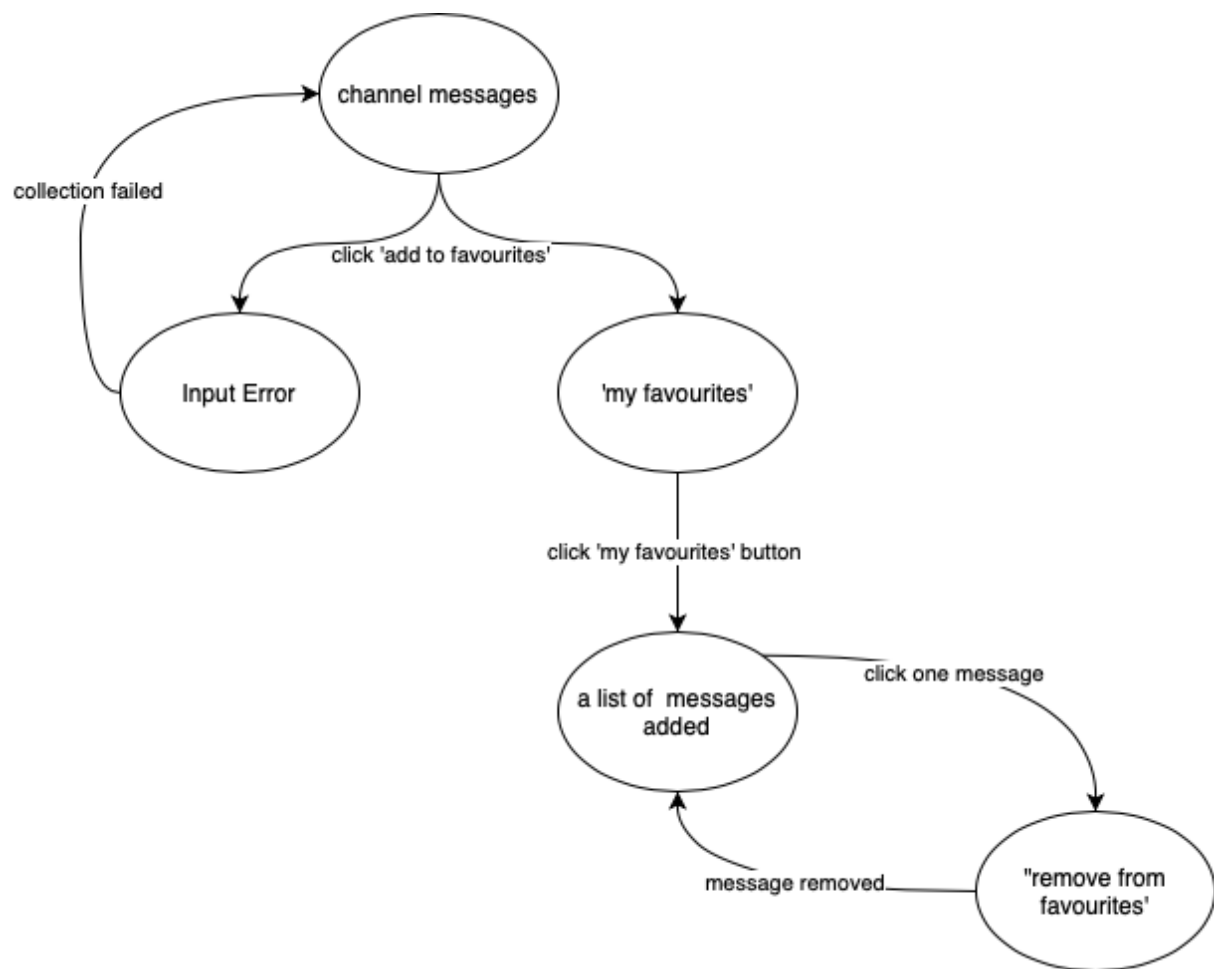 channel messages
collection failed
click 'add to favourites'
Input Error
'my favourites'
click 'my favourites' button
a list of  messages
added
click one message
message removed
"remove from
favourites'